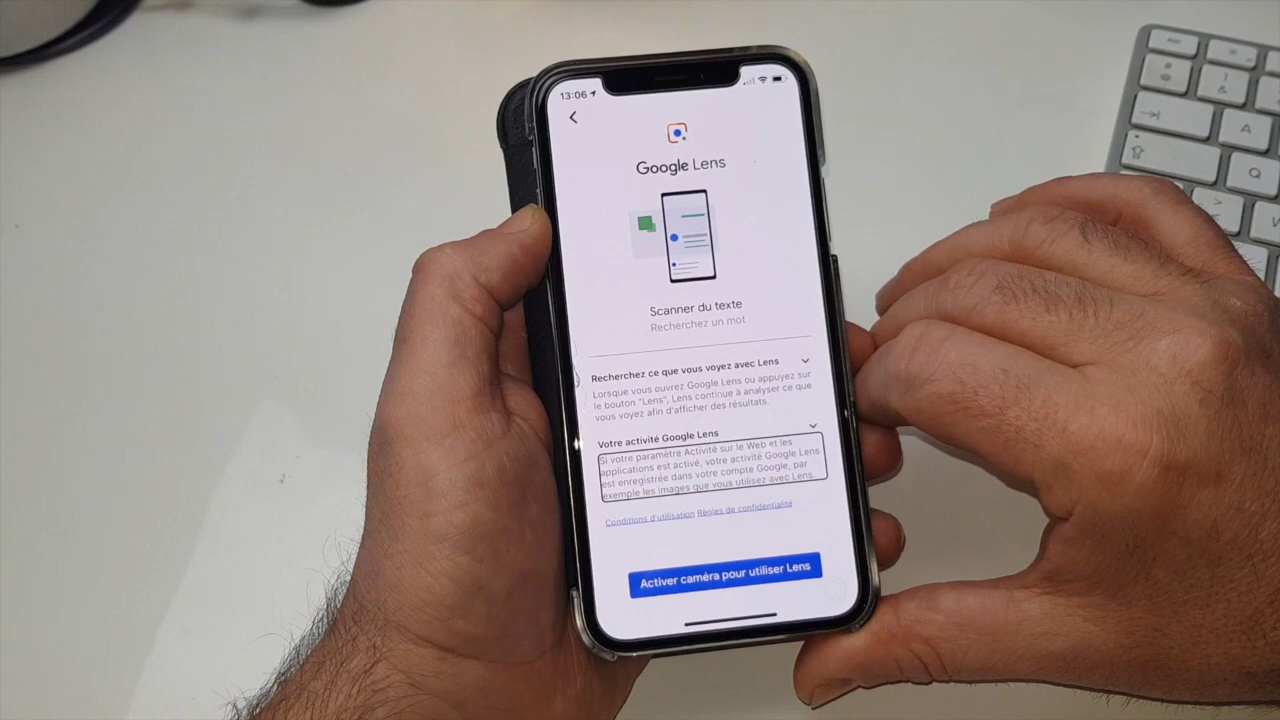 13:06
Google Lens
Scanner du texte
Recherchez un mot
Recherchez ce que vous voyez avec Lens
Lorsque vous ouvrez Google Lens ou appuyez sur
le bouton "Lens", Lens continue à analyser ce que
vous voyez afin d'afficher des résultats.
Votre activité Google Lens
Si votre paramètre Activité sur le Web et les
applications est activé, votre activité Google Lens
est enregistrée dans votre compte Google, par
exemple les images que vous utilisez avec Lens.
Conditions d'utilisation Règles de confidentialité
Activer caméra pour utiliser Lens
A
Q